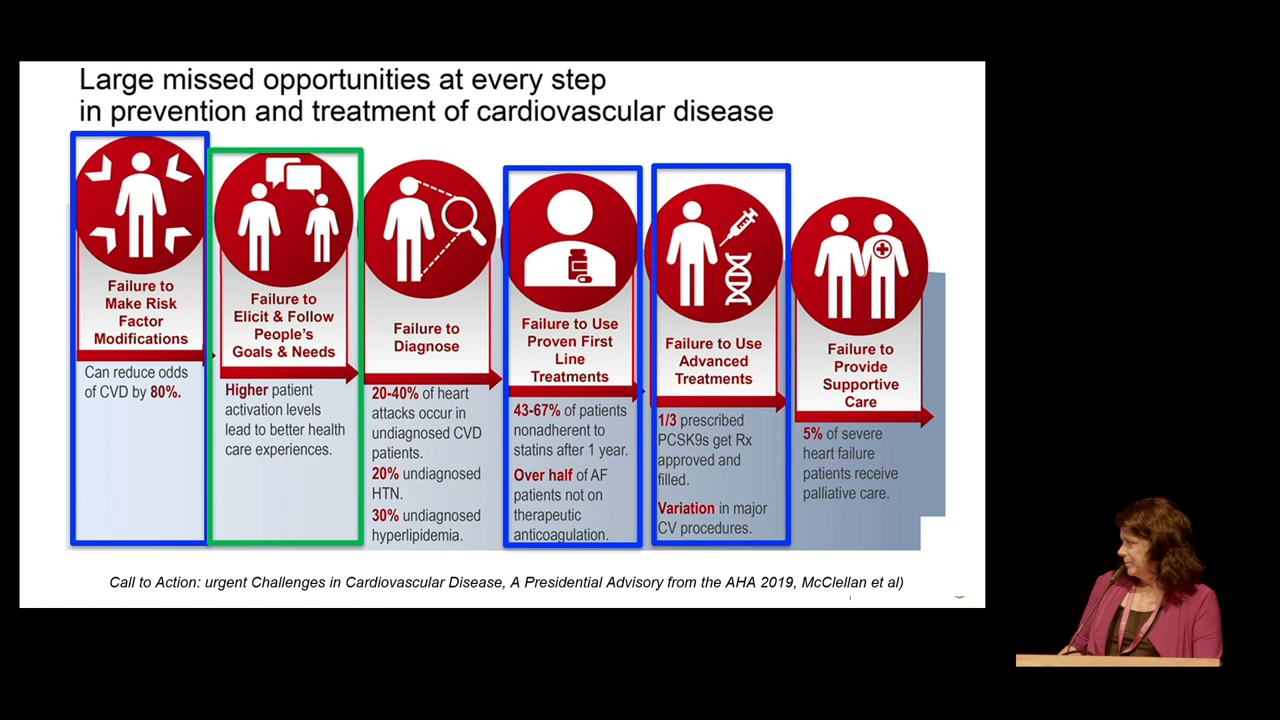 Large missed opportunities at every step
in prevention and treatment of cardiovascular disease
Failure to
Make Risk
Factor
Modifications
Can reduce odds
of CVD by 80%.
Failure to
Elicit & Follow
People's
Goals & Needs
Higher patient
activation levels
lead to better health
care experiences.
Failure to
Diagnose
20-40% of heart
attacks occur in
undiagnosed CVD
patients.
20% undiagnosed
HTN.
30% undiagnosed
hyperlipidemia.
Failure to Use
Proven First
Line
Treatments
43-67% of patients
nonadherent to
statins after 1 year.
Over half of AF
patients not on
therapeutic
anticoagulation.
Failure to Use
Advanced
Treatments
1/3 prescribed
PCSK9s get Rx
approved and
filled.
Variation in major
CV procedures.
Failure to
Provide
Supportive
Care
5% of severe
heart failure
patients receive
palliative care.
Call to Action: urgent Challenges in Cardiovascular Disease, A Presidential Advisory from the AHA 2019, McClellan et al)